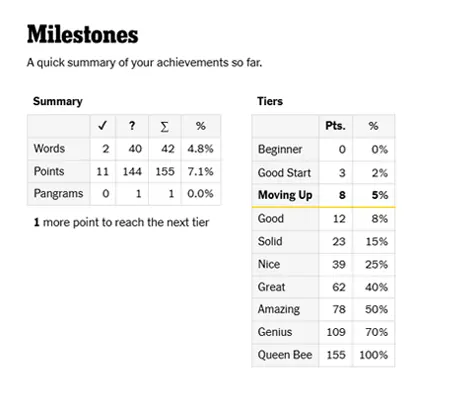 Milestones
A quick summary of your achievements so far.
Summary
✓ ? Σ %
Words 2 40 42 4.8%
Points 11 144 155 7.1%
Pangrams 0 1 1 0.0%
1 more point to reach the next tier
Tiers
Pts. %
Beginner 0 0%
Good Start 3 2%
Moving Up 8 5%
Good 12 8%
Solid 23 15%
Nice 39 25%
Great 62 40%
Amazing 78 50%
Genius 109 70%
Queen Bee 155 100%